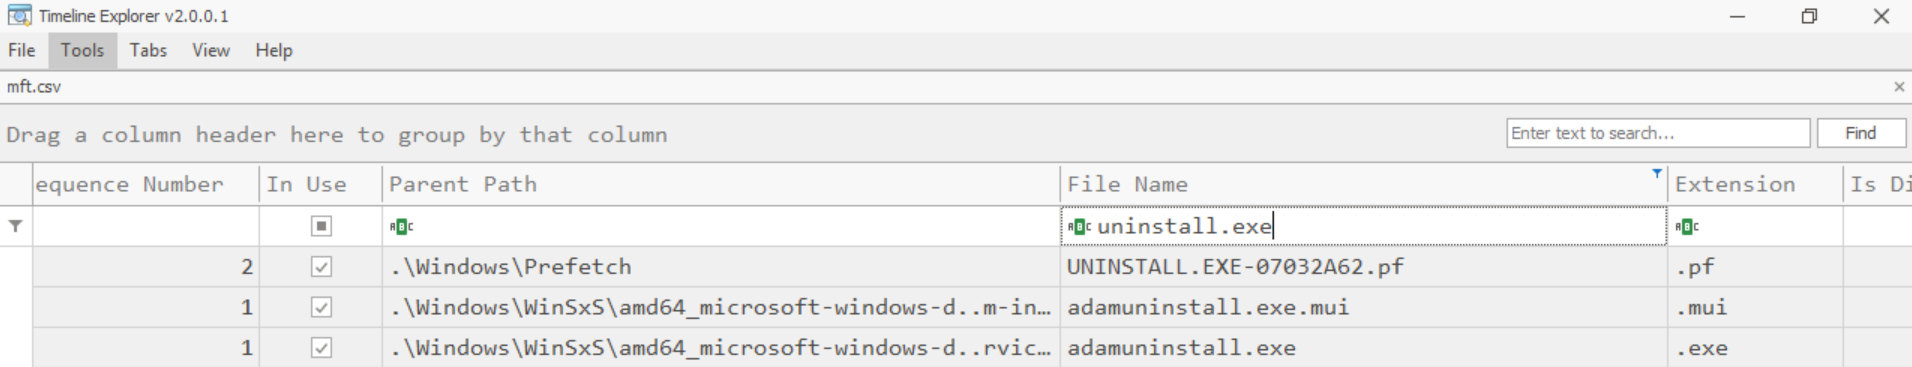 Timeline Explorer v2.0.0.1
File Tools Tabs View Help
mft.csv
Drag a column header here to group by that column
Enter text to search... Find
equence Number In Use Parent Path File Name Extension Is Di
ABC ABC uninstall.exe ABC
2 .\Windows\Prefetch UNINSTALL.EXE-07032A62.pf .pf
1 .\Windows\WinSxS\amd64_microsoft-windows-d..m-in… adamuninstall.exe.mui .mui
1 .\Windows\WinSxS\amd64_microsoft-windows-d..rvic… adamuninstall.exe .exe